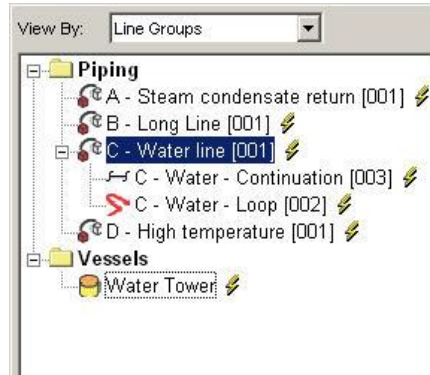 View By: Line Groups
Piping
A - Steam condensate return [001]
B - Long Line [001]
C - Water line [001]
C - Water - Continuation [003]
C - Water - Loop [002]
D - High temperature [001]
Vessels
Water Tower